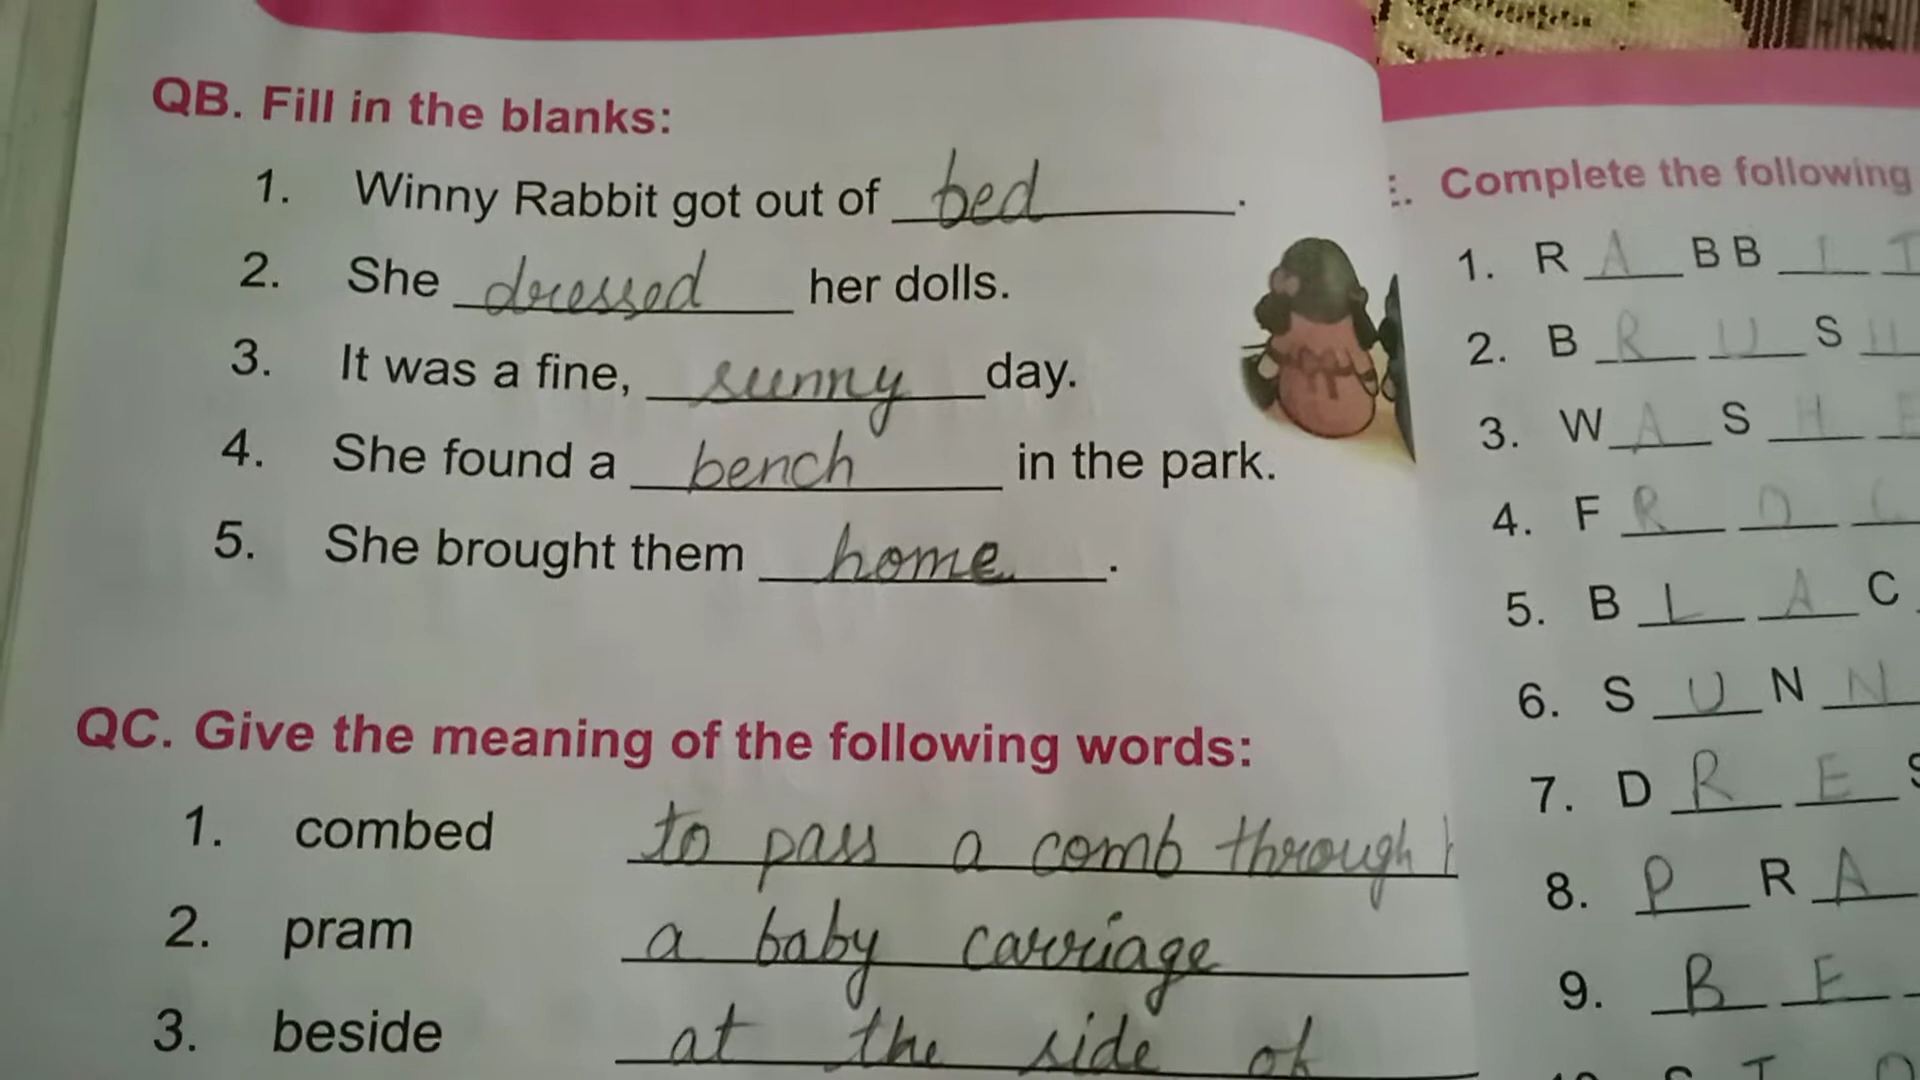 QB. Fill in the blanks:
1. Winny Rabbit got out of bed.
2. She dressed her dolls.
3. It was a fine, sunny day.
4. She found a bench in the park.
5. She brought them home.
QC. Give the meaning of the following words:
1. combed to pass a comb through
2. pram a baby carriage
3. beside at the side of
Complete the following
1. R A BB I T
2. B R U S H
3. W A S H E
4. F R O
5. B L A C
6. S U N N
7. D R E S
8. P R A
9. B E